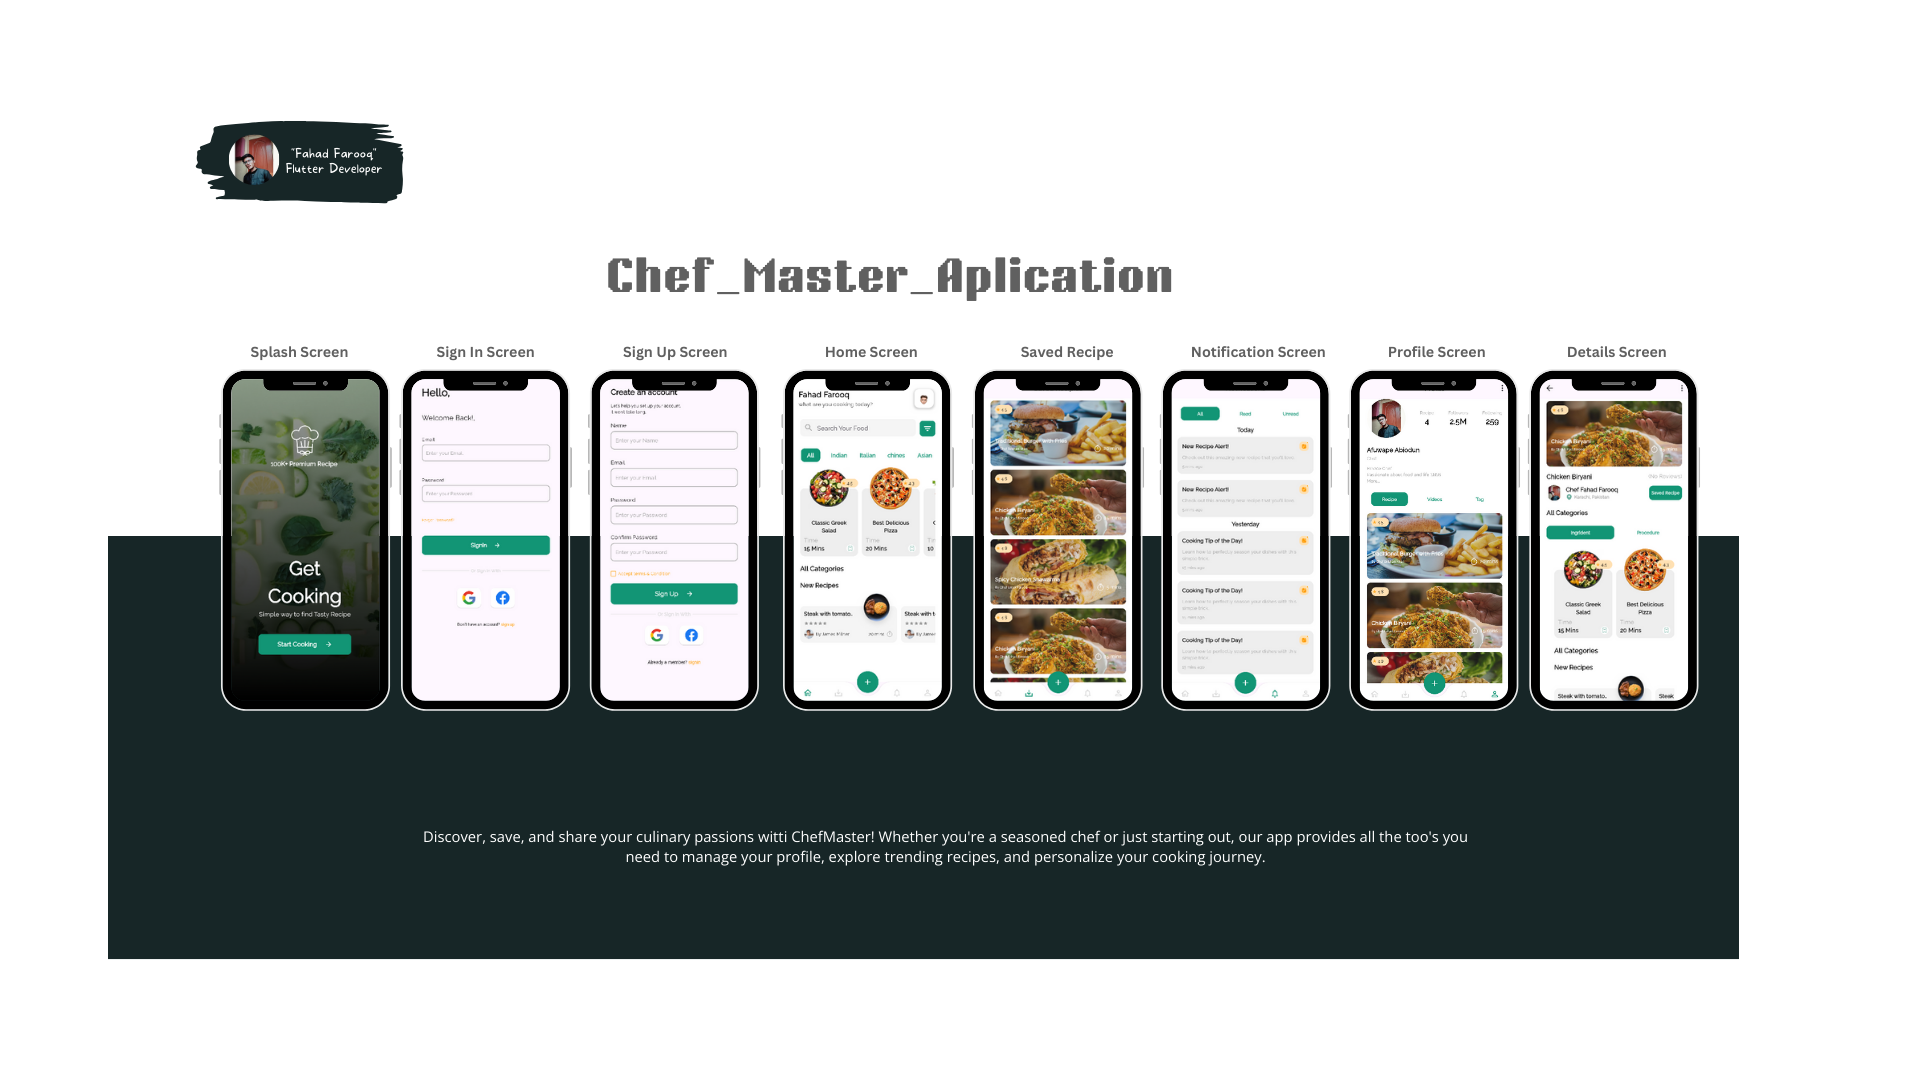 "Fahad Farooq"
Flutter Developer
Chef_Master_Aplication
Splash Screen
Sign In Screen
Sign Up Screen
Home Screen
Saved Recipe
Notification Screen
Profile Screen
Details Screen
100K+ Premium Recipe
Get
Cooking
Simple way to find Tasty Recipe
Start Cooking
Hello,
Welcome Back!,
Email
Enter your Email
Password
Enter your Password
SignIn
Don't have an account? Sign up
Create an account
Let's help you set up your account,
it won't take long.
Name
Enter your Name
Email
Enter your Email
Password
Enter your Password
Confirm Password
Enter your Password
Accept terms & Condition
Sign Up
Already a member?
Fahad Farooq
what are you cooking today?
Search Your Food
All Indian Italian chines Asian
Classic Greek
Salad
Time
15 Mins
Best Delicious
Pizza
Time
20 Mins
10
All Categories
New Recipes
Steak with tomato..
By James Milner
20 mins
Steak with t
Traditional Burger with Fries
Chicken Biryani
Spicy Chicken Shawarma
Chicken Biryani
All Read Unread
Today
New Recipe Alert!
New Recipe Alert!
Yesterday
Cooking Tip of the Day!
Cooking Tip of the Day!
Cooking Tip of the Day!
Recipe Followers Following
4 2.5M 259
Afuwape Abiodun
Recipe Videos Tag
Traditional Burger with Fries
Chicken Biryani
Chicken Biryani
Chicken Biryani
Chef Fahad Farooq
Saved Recipe
All Categories
Ingrident Procedure
Classic Greek
Salad
Time
15 Mins
Best Delicious
Pizza
Time
20 Mins
All Categories
New Recipes
Steak with tomato..
Steak
Discover, save, and share your culinary passions witti ChefMaster! Whether you're a seasoned chef or just starting out, our app provides all the too's you
need to manage your profile, explore trending recipes, and personalize your cooking journey.